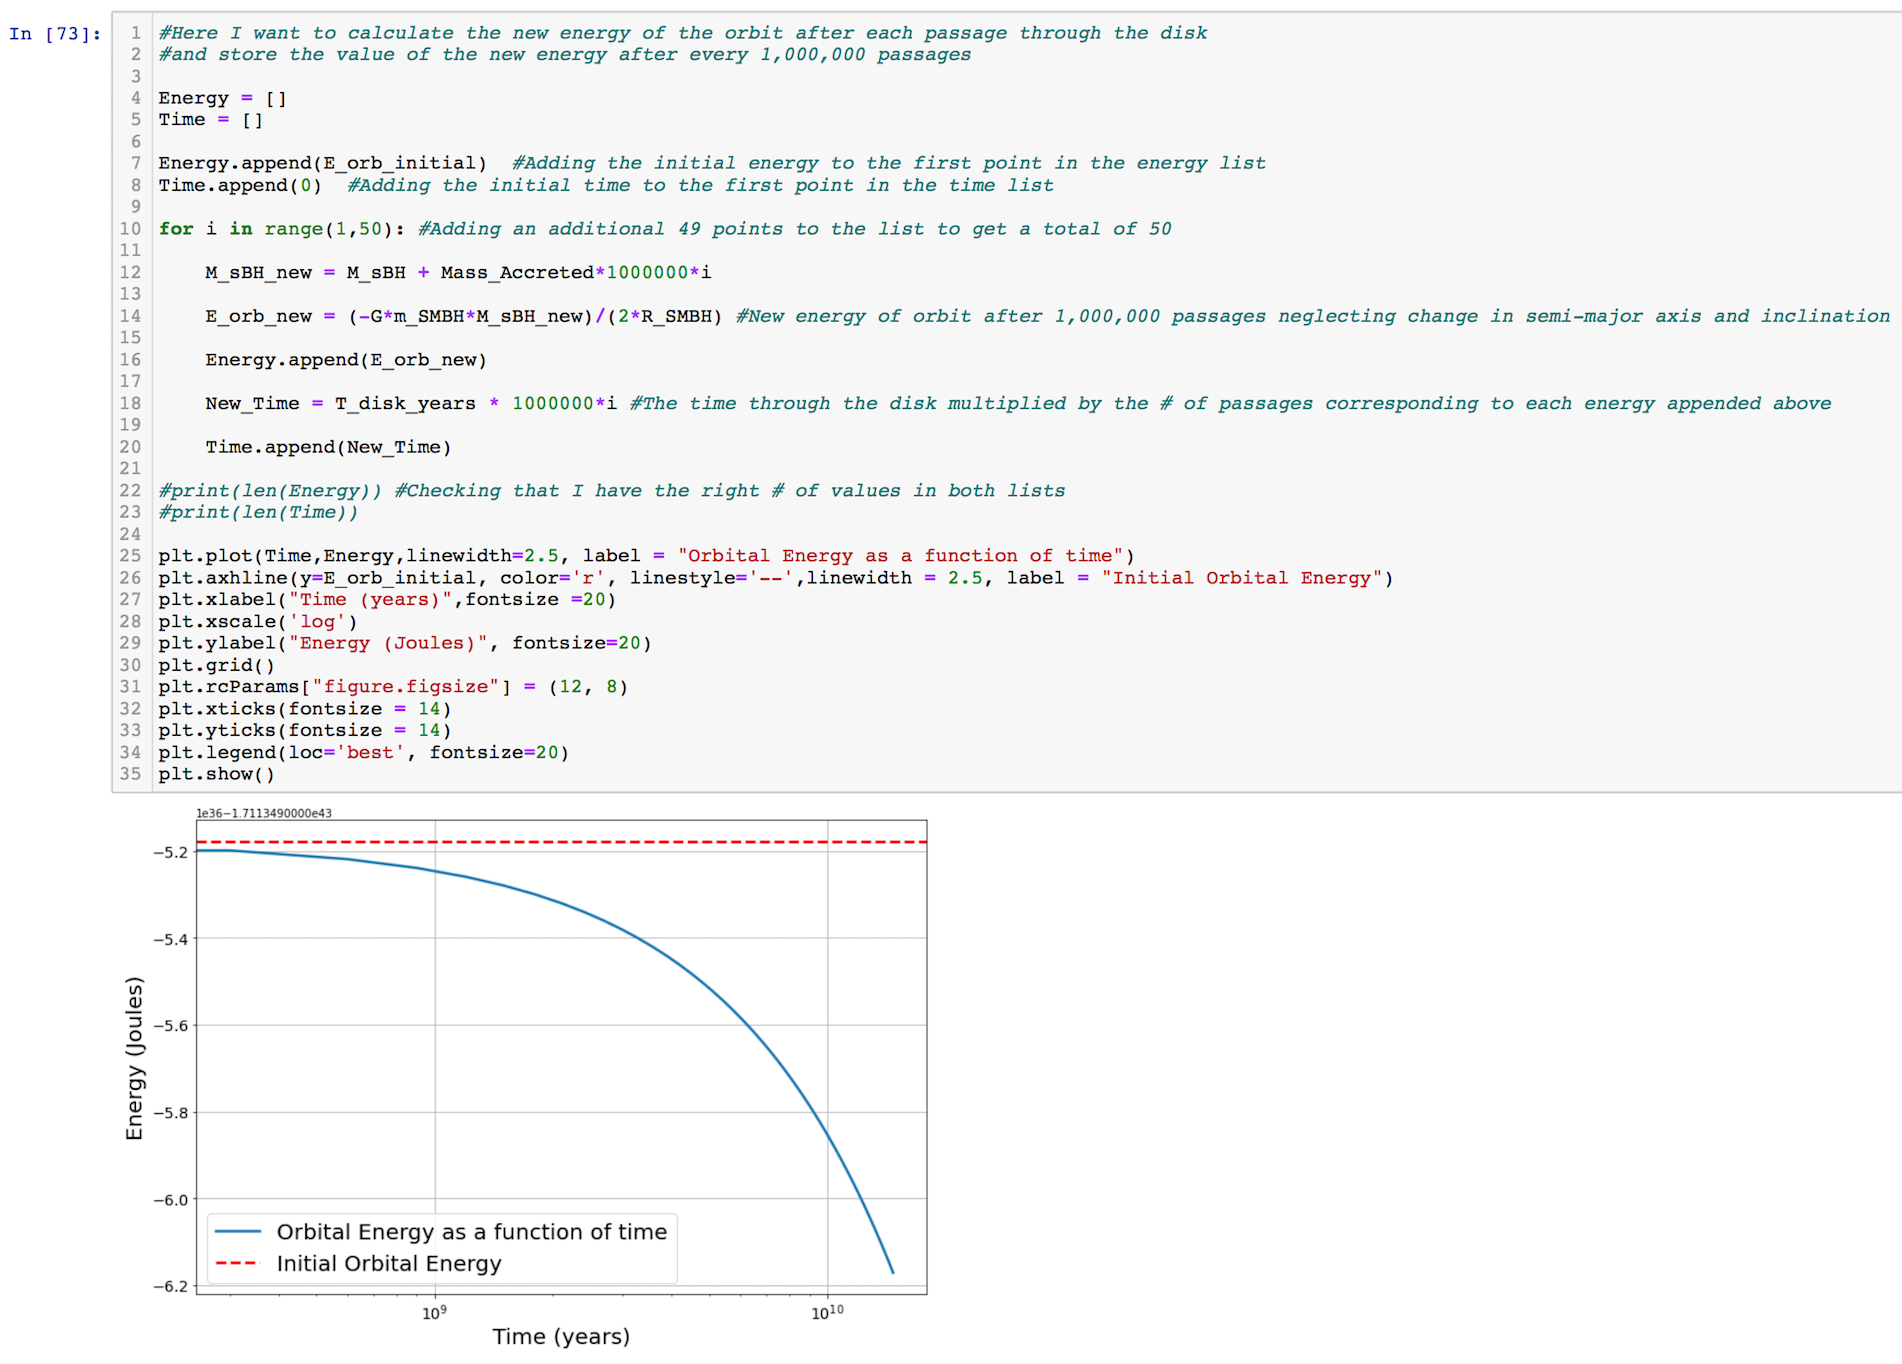 In [73]:
1 #Here I want to calculate the new energy of the orbit after each passage through the disk
2 #and store the value of the new energy after every 1,000,000 passages
3
4 Energy = []
5 Time = []
6
7 Energy.append(E_orb_initial)  #Adding the initial energy to the first point in the energy list
8 Time.append(0)  #Adding the initial time to the first point in the time list
9
10 for i in range(1,50): #Adding an additional 49 points to the list to get a total of 50
11
12     M_sBH_new = M_sBH + Mass_Accreted*1000000*i
13
14     E_orb_new = (-G*m_SMBH*M_sBH_new)/(2*R_SMBH) #New energy of orbit after 1,000,000 passages neglecting change in semi-major axis and inclination
15
16     Energy.append(E_orb_new)
17
18     New_Time = T_disk_years * 1000000*i #The time through the disk multiplied by the # of passages corresponding to each energy appended above
19
20     Time.append(New_Time)
21
22 #print(len(Energy)) #Checking that I have the right # of values in both lists
23 #print(len(Time))
24
25 plt.plot(Time,Energy,linewidth=2.5, label = "Orbital Energy as a function of time")
26 plt.axhline(y=E_orb_initial, color='r', linestyle='--',linewidth = 2.5, label = "Initial Orbital Energy")
27 plt.xlabel("Time (years)",fontsize =20)
28 plt.xscale('log')
29 plt.ylabel("Energy (Joules)", fontsize=20)
30 plt.grid()
31 plt.rcParams["figure.figsize"] = (12, 8)
32 plt.xticks(fontsize = 14)
33 plt.yticks(fontsize = 14)
34 plt.legend(loc='best', fontsize=20)
35 plt.show()
1e36−1.7113490000e43
−5.2
−5.4
−5.6
−5.8
−6.0
−6.2
Energy (Joules)
Orbital Energy as a function of time
Initial Orbital Energy
10⁹
10¹⁰
Time (years)